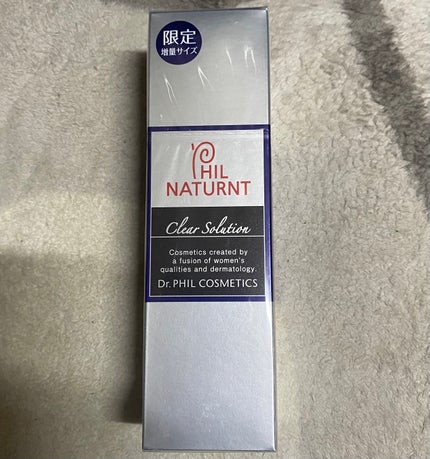 限定
増量サイズ
PHIL
NATURNT
Clear Solution
Cosmetics created by
a fusion of women's
qualities and dermatology.
Dr. PHIL COSMETICS